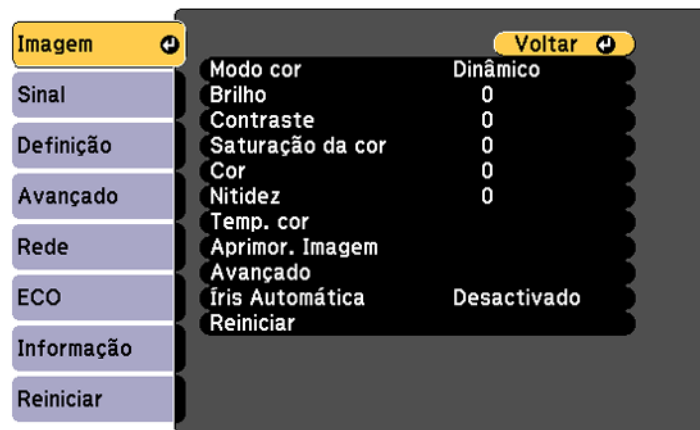 Imagem
Sinal
Definição
Avançado
Rede
ECO
Informação
Reiniciar
Voltar
Modo cor Dinâmico
Brilho 0
Contraste 0
Saturação da cor 0
Cor 0
Nitidez 0
Temp. cor
Aprimor. Imagem
Avançado
Íris Automática Desactivado
Reiniciar